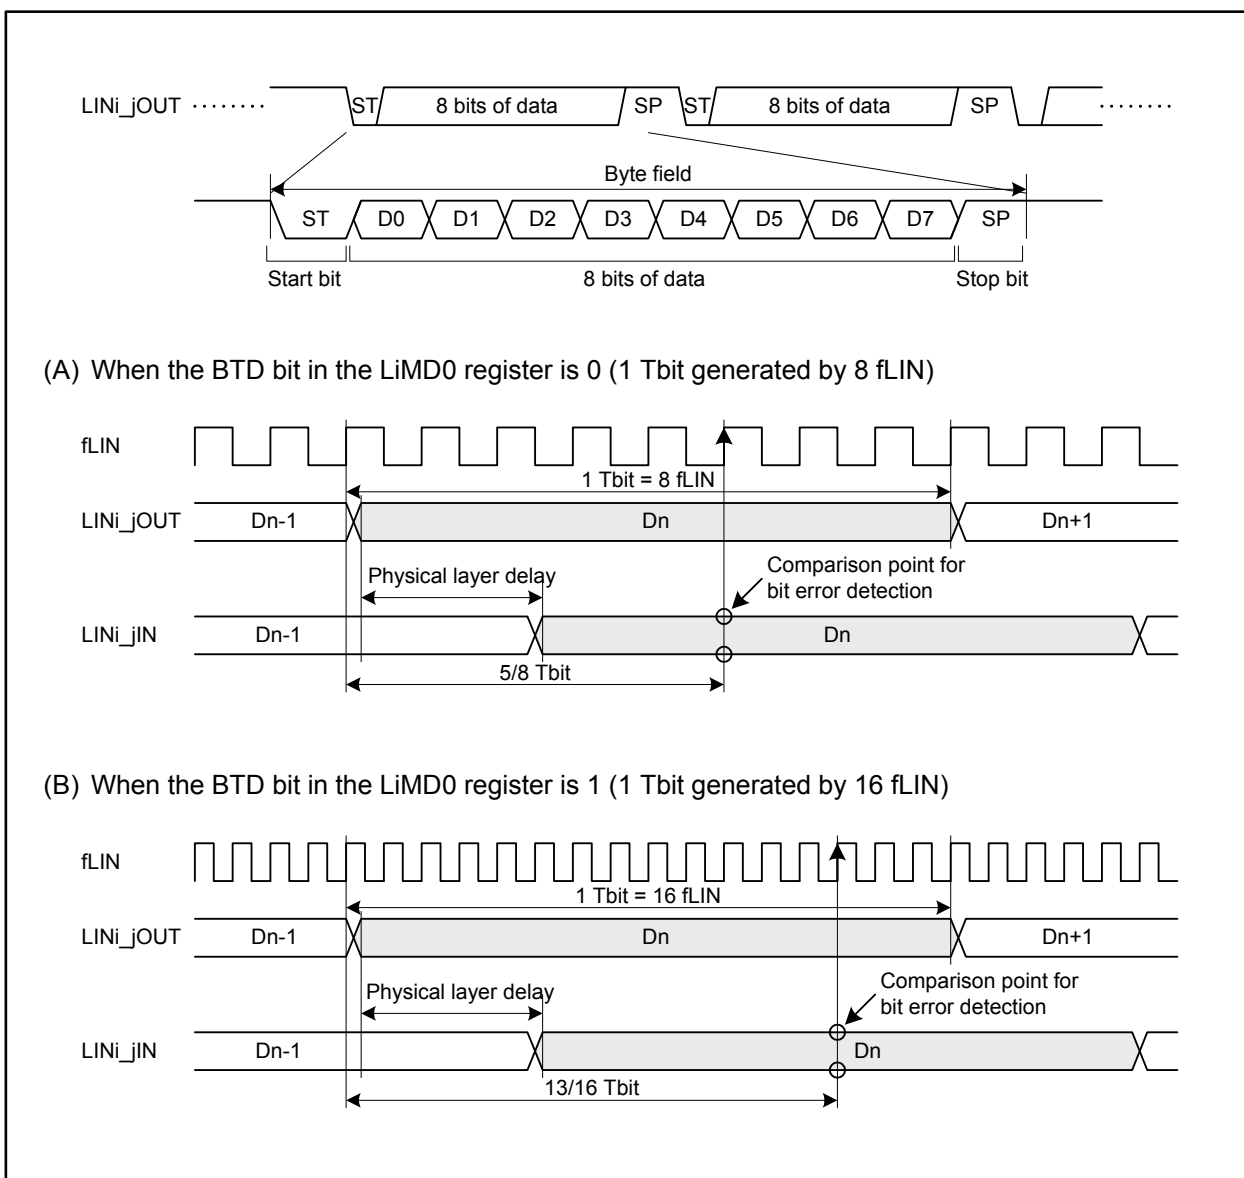 LINi_jOUT ········ ST 8 bits of data SP ST 8 bits of data SP ········
Byte field
ST D0 D1 D2 D3 D4 D5 D6 D7 SP
Start bit 8 bits of data Stop bit
(A) When the BTD bit in the LiMD0 register is 0 (1 Tbit generated by 8 fLIN)
fLIN
1 Tbit = 8 fLIN
LINi_jOUT Dn-1 Dn Dn+1
Physical layer delay
Comparison point for
bit error detection
LINi_jIN Dn-1 Dn
5/8 Tbit
(B) When the BTD bit in the LiMD0 register is 1 (1 Tbit generated by 16 fLIN)
fLIN
1 Tbit = 16 fLIN
LINi_jOUT Dn-1 Dn Dn+1
Physical layer delay
Comparison point for
bit error detection
LINi_jIN Dn-1 Dn
13/16 Tbit